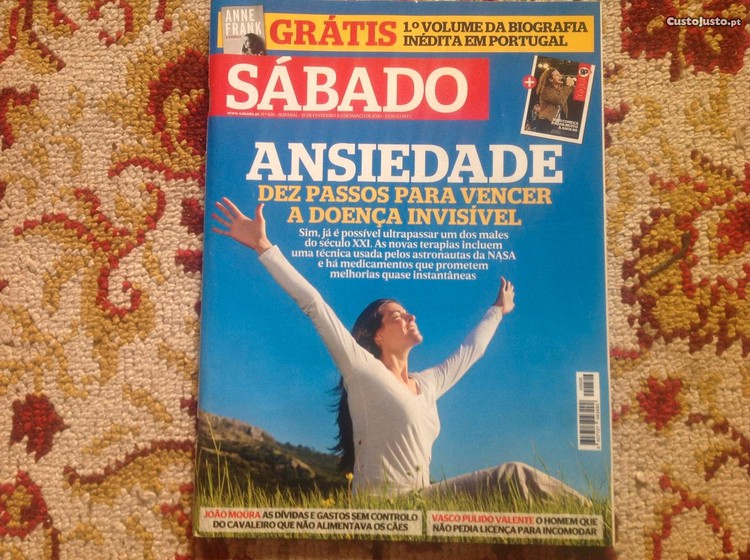 CustoJusto.pt
ANNE
FRANK
GRÁTIS
1.º VOLUME DA BIOGRAFIA
INÉDITA EM PORTUGAL
SÁBADO
www.sabado.pt
ANSIEDADE
DEZ PASSOS PARA VENCER
A DOENÇA INVISÍVEL
Sim, já é possível ultrapassar um dos males
do século XXI. As novas terapias incluem
uma técnica usada pelos astronautas da NASA
e há medicamentos que prometem
melhorias quase instantâneas
JOÃO MOURA AS DÍVIDAS E GASTOS SEM CONTROLO
DO CAVALEIRO QUE NÃO ALIMENTAVA OS CÃES
VASCO PULIDO VALENTE O HOMEM QUE
NÃO PEDIA LICENÇA PARA INCOMODAR